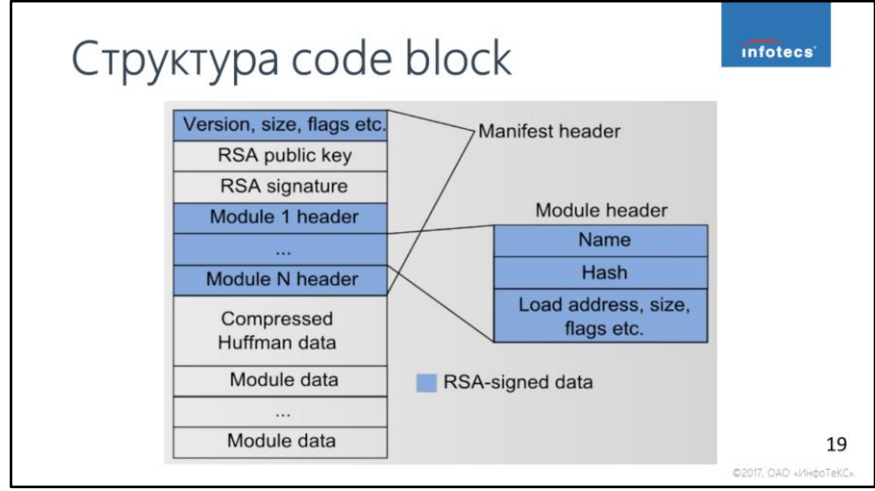 Структура code block
infotecs
Version, size, flags etc.
RSA public key
RSA signature
Module 1 header
...
Module N header
Compressed
Huffman data
Module data
...
Module data
Manifest header
Module header
Name
Hash
Load address, size,
flags etc.
RSA-signed data
19
©2017, ОАО «ИнфоТеКС».